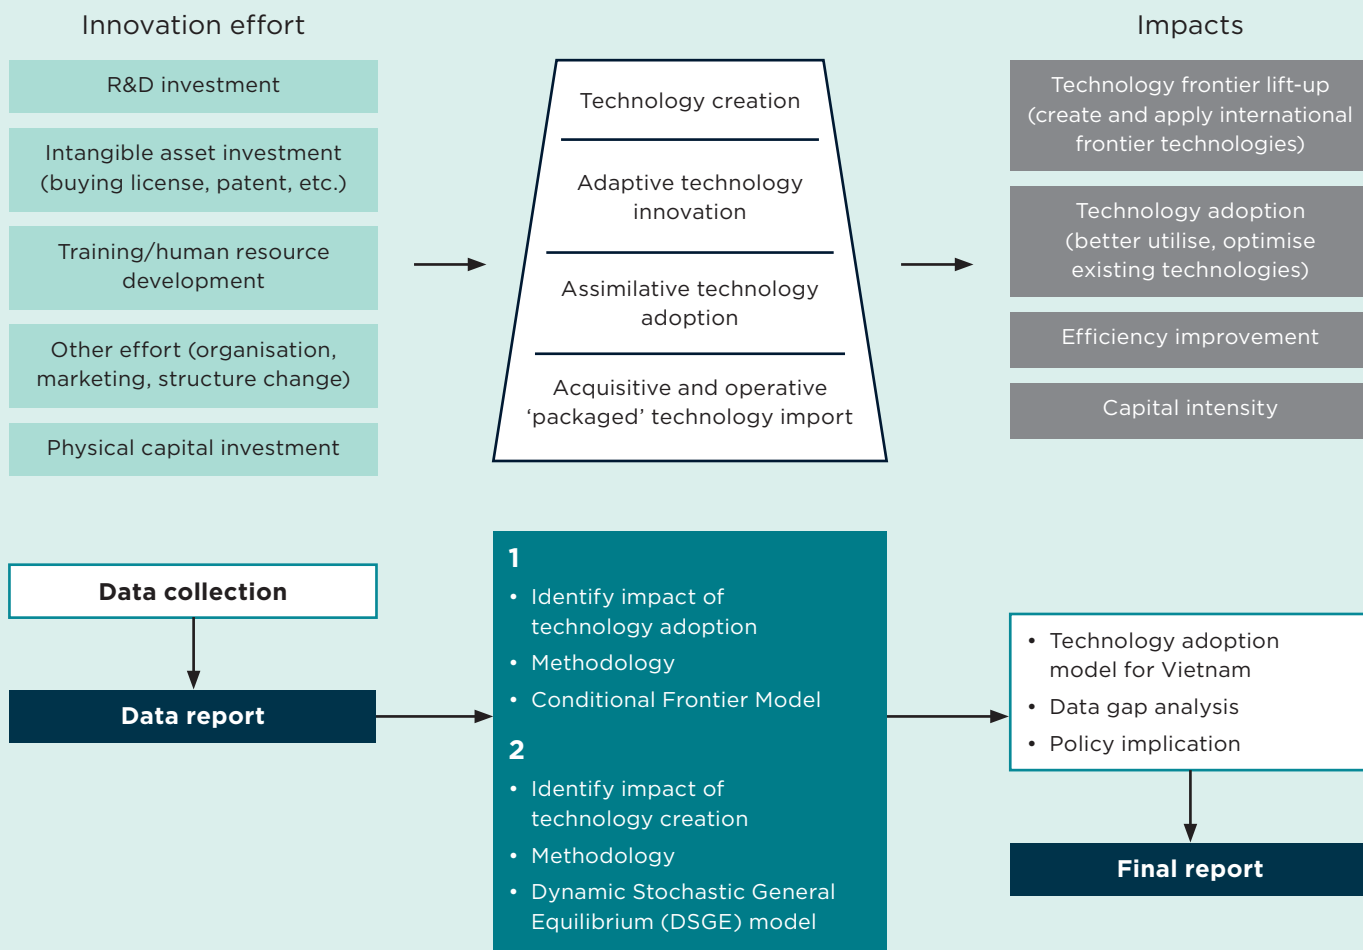 Innovation effort
R&D investment
Intangible asset investment
(buying license, patent, etc.)
Training/human resource
development
Other effort (organisation,
marketing, structure change)
Physical capital investment
Technology creation
Adaptive technology
innovation
Assimilative technology
adoption
Acquisitive and operative
‘packaged’ technology import
Impacts
Technology frontier lift-up
(create and apply international
frontier technologies)
Technology adoption
(better utilise, optimise
existing technologies)
Efficiency improvement
Capital intensity
Data collection
Data report
1
• Identify impact of
technology adoption
• Methodology
• Conditional Frontier Model
2
• Identify impact of
technology creation
• Methodology
• Dynamic Stochastic General
Equilibrium (DSGE) model
• Technology adoption
model for Vietnam
• Data gap analysis
• Policy implication
Final report